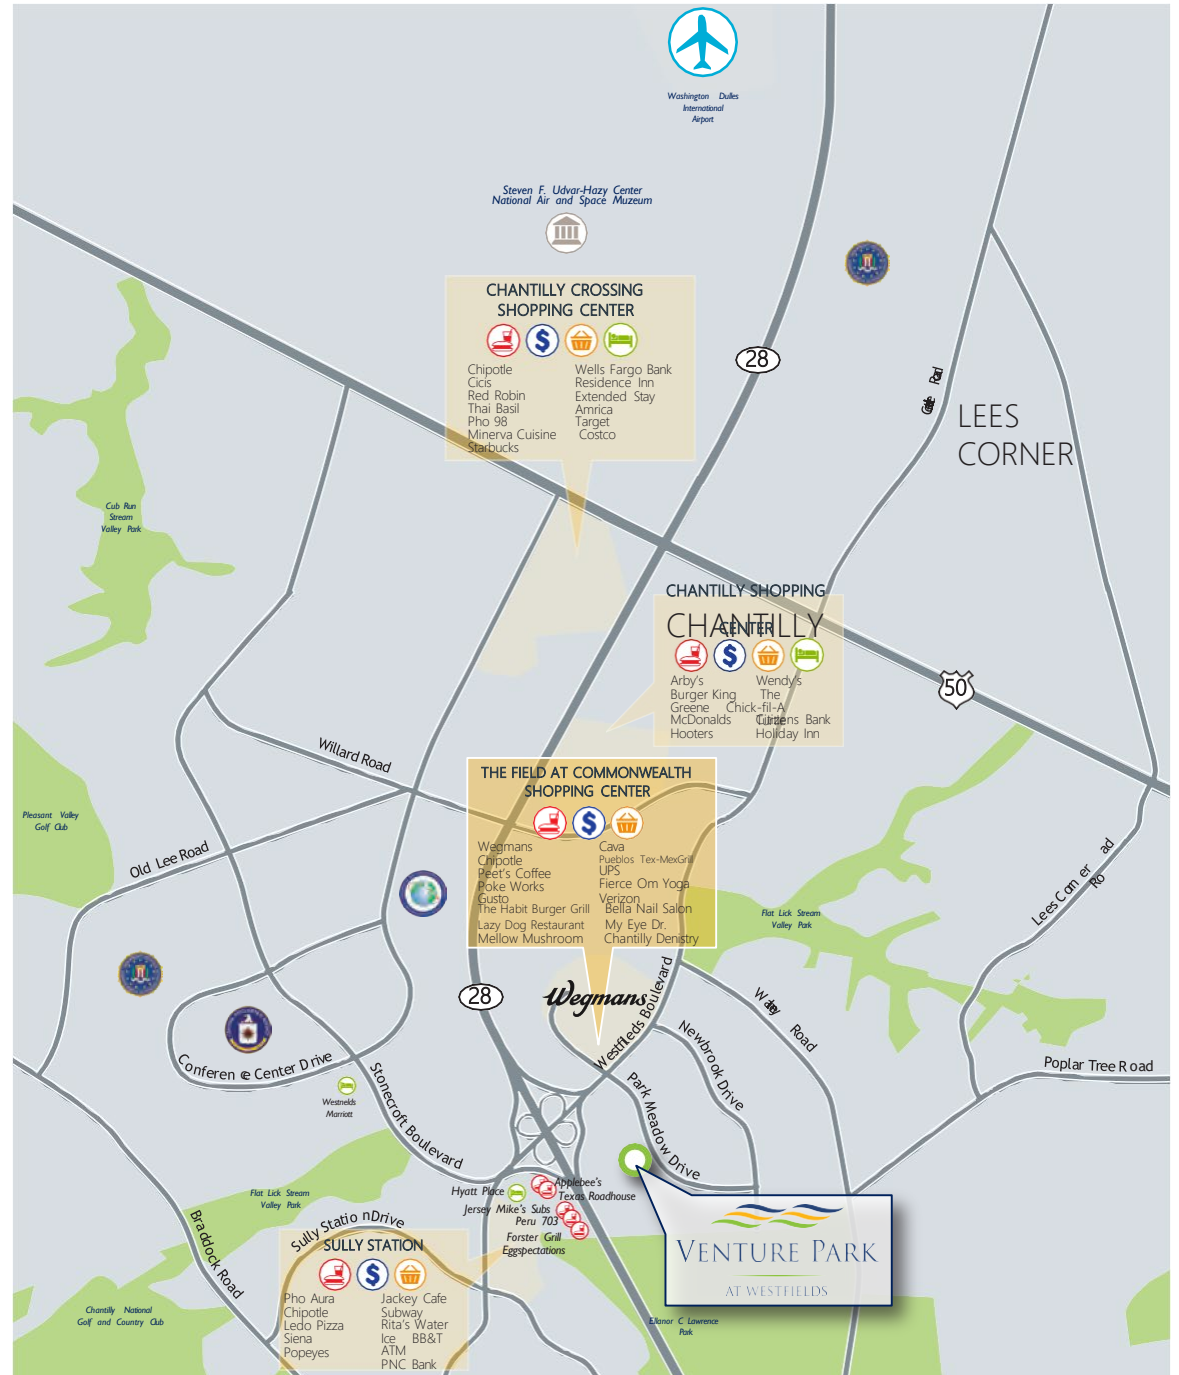 Washington Dulles
International
Airport
Steven F. Udvar-Hazy Center
National Air and Space Muzeum
CHANTILLY CROSSING
SHOPPING CENTER
Chipotle
Cicis
Red Robin
Thai Basil
Pho 98
Minerva Cuisine
Starbucks
Wells Fargo Bank
Residence Inn
Extended Stay
Amrica
Target
Costco
28
Road
LEES
CORNER
Cub Run
Stream
Valley Park
CHANTILLY SHOPPING
CENTER
CHANTILLY
Arby's
Burger King
Greene
McDonalds
Hooters
Wendy's
The
Chick-fil-A
Citizens Bank
Holiday Inn
50
Willard Road
THE FIELD AT COMMONWEALTH
SHOPPING CENTER
Wegmans
Chipotle
Peet's Coffee
Poke Works
Gusto
The Habit Burger Grill
Lazy Dog Restaurant
Mellow Mushroom
Cava
Pueblos Tex-MexGrill
UPS
Fierce Om Yoga
Verizon
Bella Nail Salon
My Eye Dr.
Chantilly Denistry
Pleasant Valley
Golf Club
Old Lee Road
Lees Corner Road
Flat Lick Stream
Valley Park
28
Wegmans
Westfields Boulevard
Road
Newbrook Drive
Park Meadow Drive
Poplar Tree Road
Conference Center Drive
Westnelds
Marriott
Stonecroft Boulevard
Hyatt Place
Applebee's
Texas Roadhouse
Jersey Mike's Subs
Peru 703
Forster Grill
Eggspectations
Flat Lick Stream
Valley Park
Braddock Road
Sully Station Drive
SULLY STATION
Pho Aura
Chipotle
Ledo Pizza
Siena
Popeyes
Jackey Cafe
Subway
Rita's Water
Ice BB&T
ATM
PNC Bank
Chantilly National
Golf and Country Club
VENTURE PARK
AT WESTFIELDS
Ellanor C Lawrence
Park